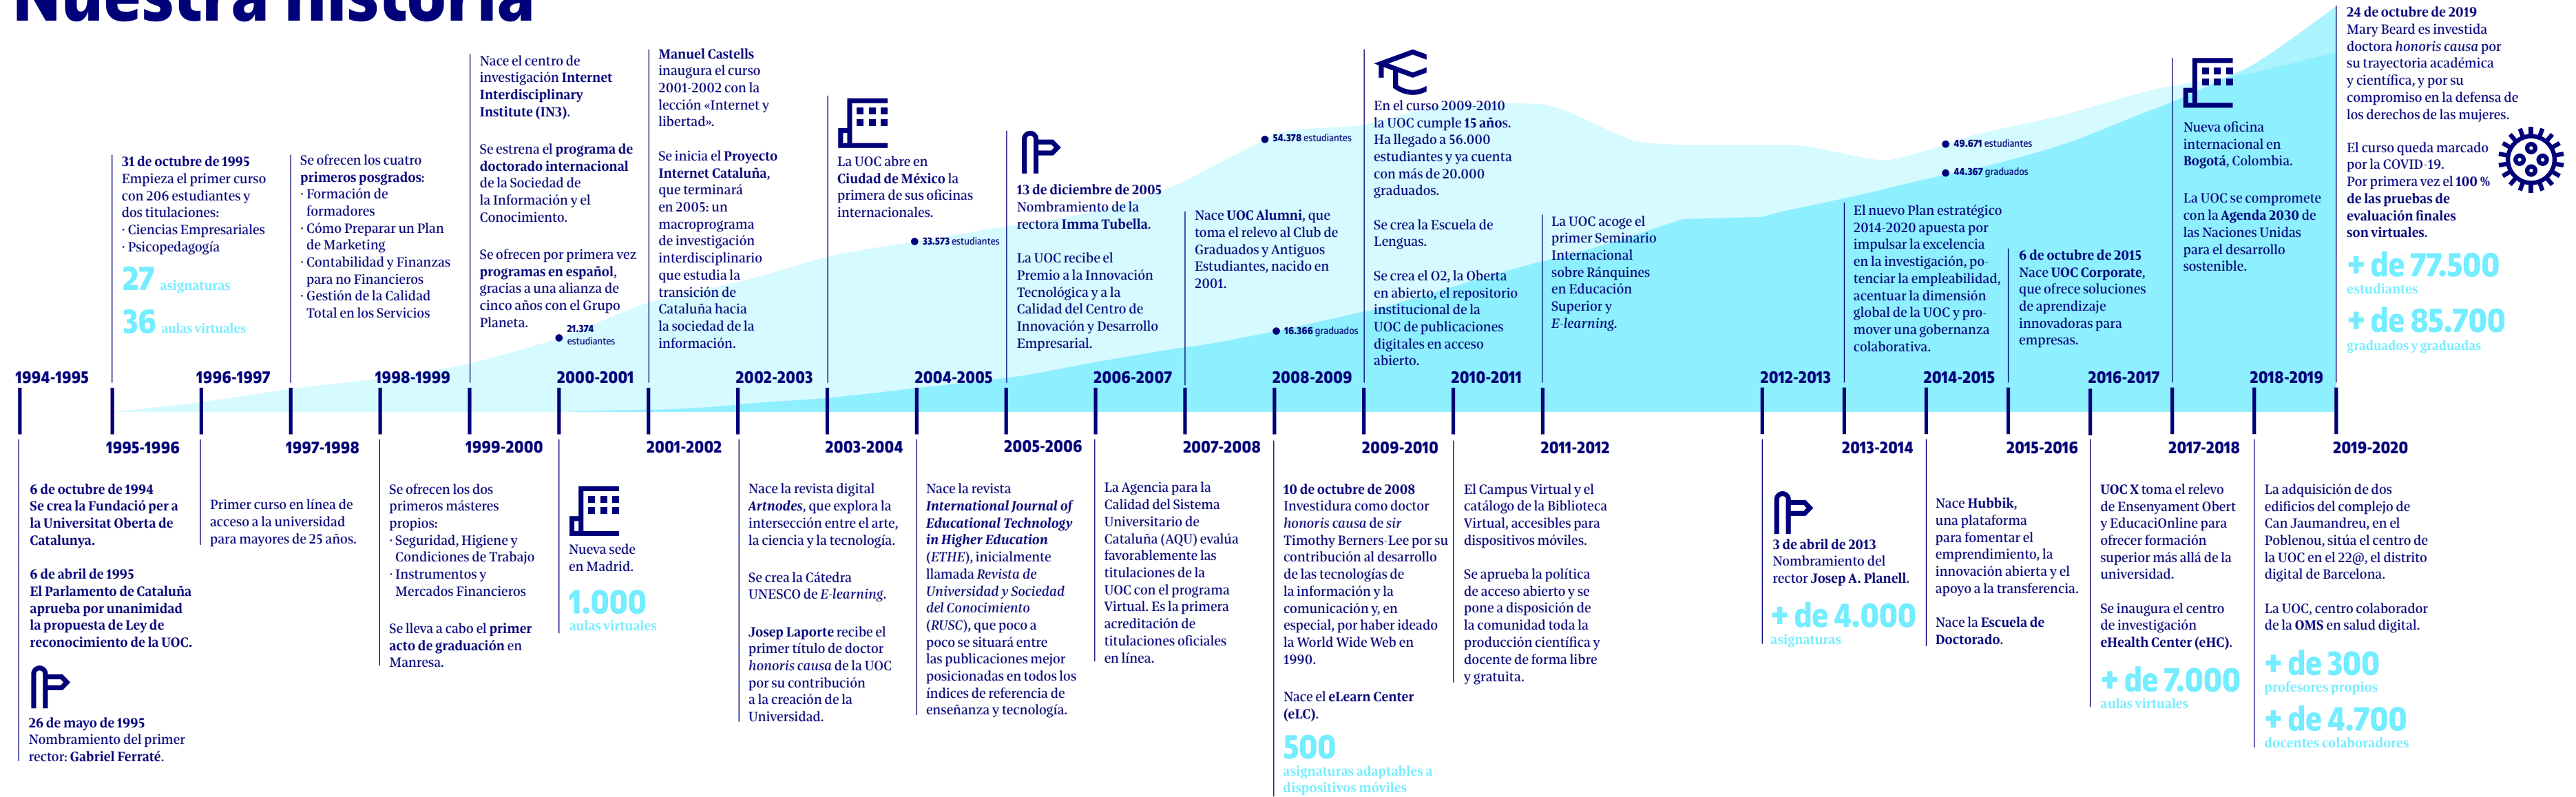 Nuestra historia
1994-1995
6 de octubre de 1994
Se crea la Fundació per a
la Universitat Oberta de
Catalunya.
6 de abril de 1995
El Parlamento de Cataluña
aprueba por unanimidad
la propuesta de Ley de
reconocimiento de la UOC.
26 de mayo de 1995
Nombramiento del primer
rector: Gabriel Ferraté.
31 de octubre de 1995
Empieza el primer curso
con 206 estudiantes y
dos titulaciones:
· Ciencias Empresariales
· Psicopedagogía
27 asignaturas
36 aulas virtuales
1995-1996
1996-1997
Primer curso en línea de
acceso a la universidad
para mayores de 25 años.
Se ofrecen los cuatro
primeros posgrados:
· Formación de
formadores
· Cómo Preparar un Plan
de Marketing
· Contabilidad y Finanzas
para no Financieros
· Gestión de la Calidad
Total en los Servicios
1997-1998
1998-1999
Se ofrecen los dos
primeros másteres
propios:
· Seguridad, Higiene y
Condiciones de Trabajo
· Instrumentos y
Mercados Financieros
Se lleva a cabo el primer
acto de graduación en
Manresa.
Nace el centro de
investigación Internet
Interdisciplinary
Institute (IN3).
Se estrena el programa de
doctorado internacional
de la Sociedad de
la Información y el
Conocimiento.
Se ofrecen por primera vez
programas en español,
gracias a una alianza de
cinco años con el Grupo
Planeta.
1999-2000
21.374
estudiantes
2000-2001
Nueva sede
en Madrid.
1.000
aulas virtuales
Manuel Castells
inaugura el curso
2001-2002 con la
lección «Internet y
libertad».
Se inicia el Proyecto
Internet Cataluña,
que terminará
en 2005: un
macroprograma
de investigación
interdisciplinario
que estudia la
transición de
Cataluña hacia
la sociedad de la
información.
2001-2002
2002-2003
Nace la revista digital
Artnodes, que explora la
intersección entre el arte,
la ciencia y la tecnología.
Se crea la Cátedra
UNESCO de E-learning.
Josep Laporte recibe el
primer título de doctor
honoris causa de la UOC
por su contribución
a la creación de la
Universidad.
La UOC abre en
Ciudad de México la
primera de sus oficinas
internacionales.
2003-2004
33.573 estudiantes
2004-2005
Nace la revista
International Journal of
Educational Technology
in Higher Education
(ETHE), inicialmente
llamada Revista de
Universidad y Sociedad
del Conocimiento
(RUSC), que poco a
poco se situará entre
las publicaciones mejor
posicionadas en todos los
índices de referencia de
enseñanza y tecnología.
13 de diciembre de 2005
Nombramiento de la
rectora Imma Tubella.
La UOC recibe el
Premio a la Innovación
Tecnológica y a la
Calidad del Centro de
Innovación y Desarrollo
Empresarial.
2005-2006
2006-2007
La Agencia para la
Calidad del Sistema
Universitario de
Cataluña (AQU) evalúa
favorablemente las
titulaciones de la
UOC con el programa
Virtual. Es la primera
acreditación de
titulaciones oficiales
en línea.
Nace UOC Alumni, que
toma el relevo al Club de
Graduados y Antiguos
Estudiantes, nacido en
2001.
2007-2008
54.378 estudiantes
16.366 graduados
2008-2009
10 de octubre de 2008
Investidura como doctor
honoris causa de sir
Timothy Berners-Lee por su
contribución al desarrollo
de las tecnologías de
la información y la
comunicación y, en
especial, por haber ideado
la World Wide Web en
1990.
Nace el eLearn Center
(eLC).
500
asignaturas adaptables a
dispositivos móviles
En el curso 2009-2010
la UOC cumple 15 años.
Ha llegado a 56.000
estudiantes y ya cuenta
con más de 20.000
graduados.
Se crea la Escuela de
Lenguas.
Se crea el O2, la Oberta
en abierto, el repositorio
institucional de la
UOC de publicaciones
digitales en acceso
abierto.
2009-2010
2010-2011
El Campus Virtual y el
catálogo de la Biblioteca
Virtual, accesibles para
dispositivos móviles.
Se aprueba la política
de acceso abierto y se
pone a disposición de
la comunidad toda la
producción científica y
docente de forma libre
y gratuita.
La UOC acoge el
primer Seminario
Internacional
sobre Ránquines
en Educación
Superior y
E-learning.
2011-2012
2012-2013
3 de abril de 2013
Nombramiento del
rector Josep A. Planell.
+ de 4.000
asignaturas
El nuevo Plan estratégico
2014-2020 apuesta por
impulsar la excelencia
en la investigación, po-
tenciar la empleabilidad,
acentuar la dimensión
global de la UOC y pro-
mover una gobernanza
colaborativa.
2013-2014
49.671 estudiantes
44.367 graduados
2014-2015
Nace Hubbik,
una plataforma
para fomentar el
emprendimiento, la
innovación abierta y el
apoyo a la transferencia.
Nace la Escuela de
Doctorado.
6 de octubre de 2015
Nace UOC Corporate,
que ofrece soluciones
de aprendizaje
innovadoras para
empresas.
2015-2016
2016-2017
UOC X toma el relevo
de Ensenyament Obert
y EducaciOnline para
ofrecer formación
superior más allá de la
universidad.
Se inaugura el centro
de investigación
eHealth Center (eHC).
+ de 7.000
aulas virtuales
Nueva oficina
internacional en
Bogotá, Colombia.
La UOC se compromete
con la Agenda 2030 de
las Naciones Unidas
para el desarrollo
sostenible.
2017-2018
2018-2019
La adquisición de dos
edificios del complejo de
Can Jaumandreu, en el
Poblenou, sitúa el centro de
la UOC en el 22@, el distrito
digital de Barcelona.
La UOC, centro colaborador
de la OMS en salud digital.
+ de 300
profesores propios
+ de 4.700
docentes colaboradores
24 de octubre de 2019
Mary Beard es investida
doctora honoris causa por
su trayectoria académica
y científica, y por su
compromiso en la defensa de
los derechos de las mujeres.
El curso queda marcado
por la COVID-19.
Por primera vez el 100 %
de las pruebas de
evaluación finales
son virtuales.
+ de 77.500
estudiantes
+ de 85.700
graduados y graduadas
2019-2020